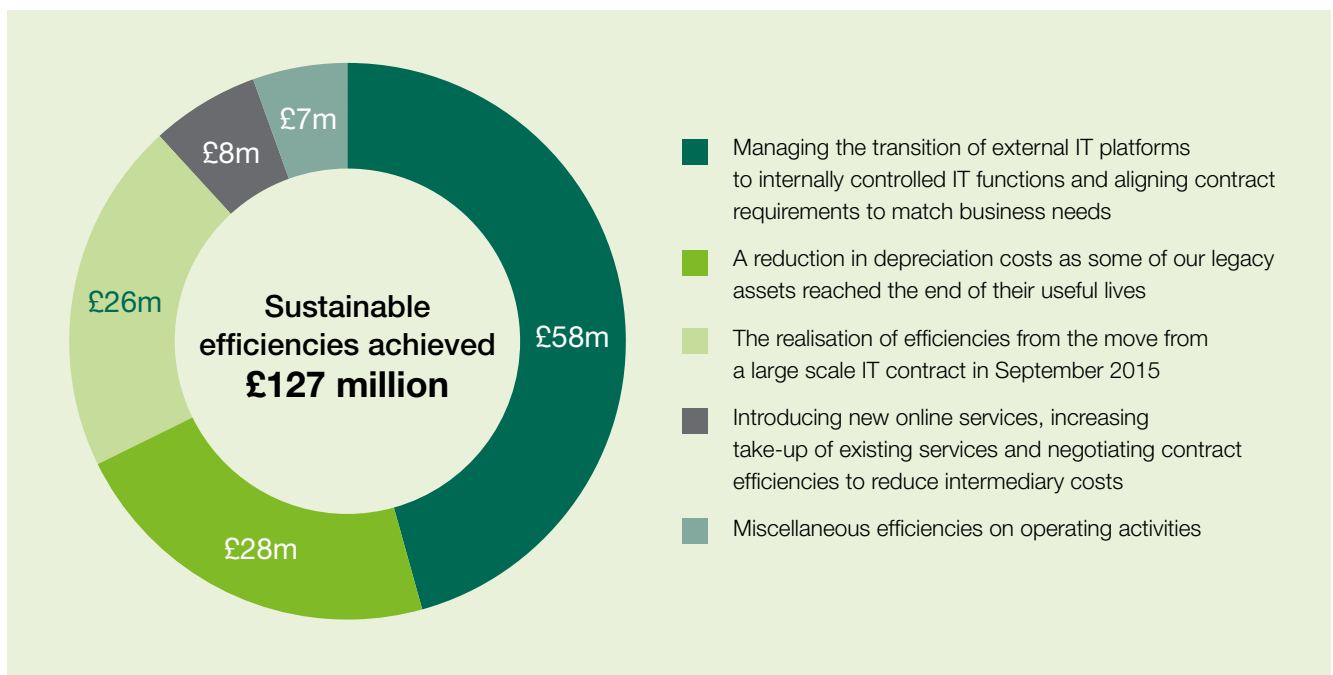 £7m
£8m
£26m
£58m
£28m
Sustainable
efficiencies achieved
£127 million
Managing the transition of external IT platforms
to internally controlled IT functions and aligning contract
requirements to match business needs
A reduction in depreciation costs as some of our legacy
assets reached the end of their useful lives
The realisation of efficiencies from the move from
a large scale IT contract in September 2015
Introducing new online services, increasing
take-up of existing services and negotiating contract
efficiencies to reduce intermediary costs
Miscellaneous efficiencies on operating activities